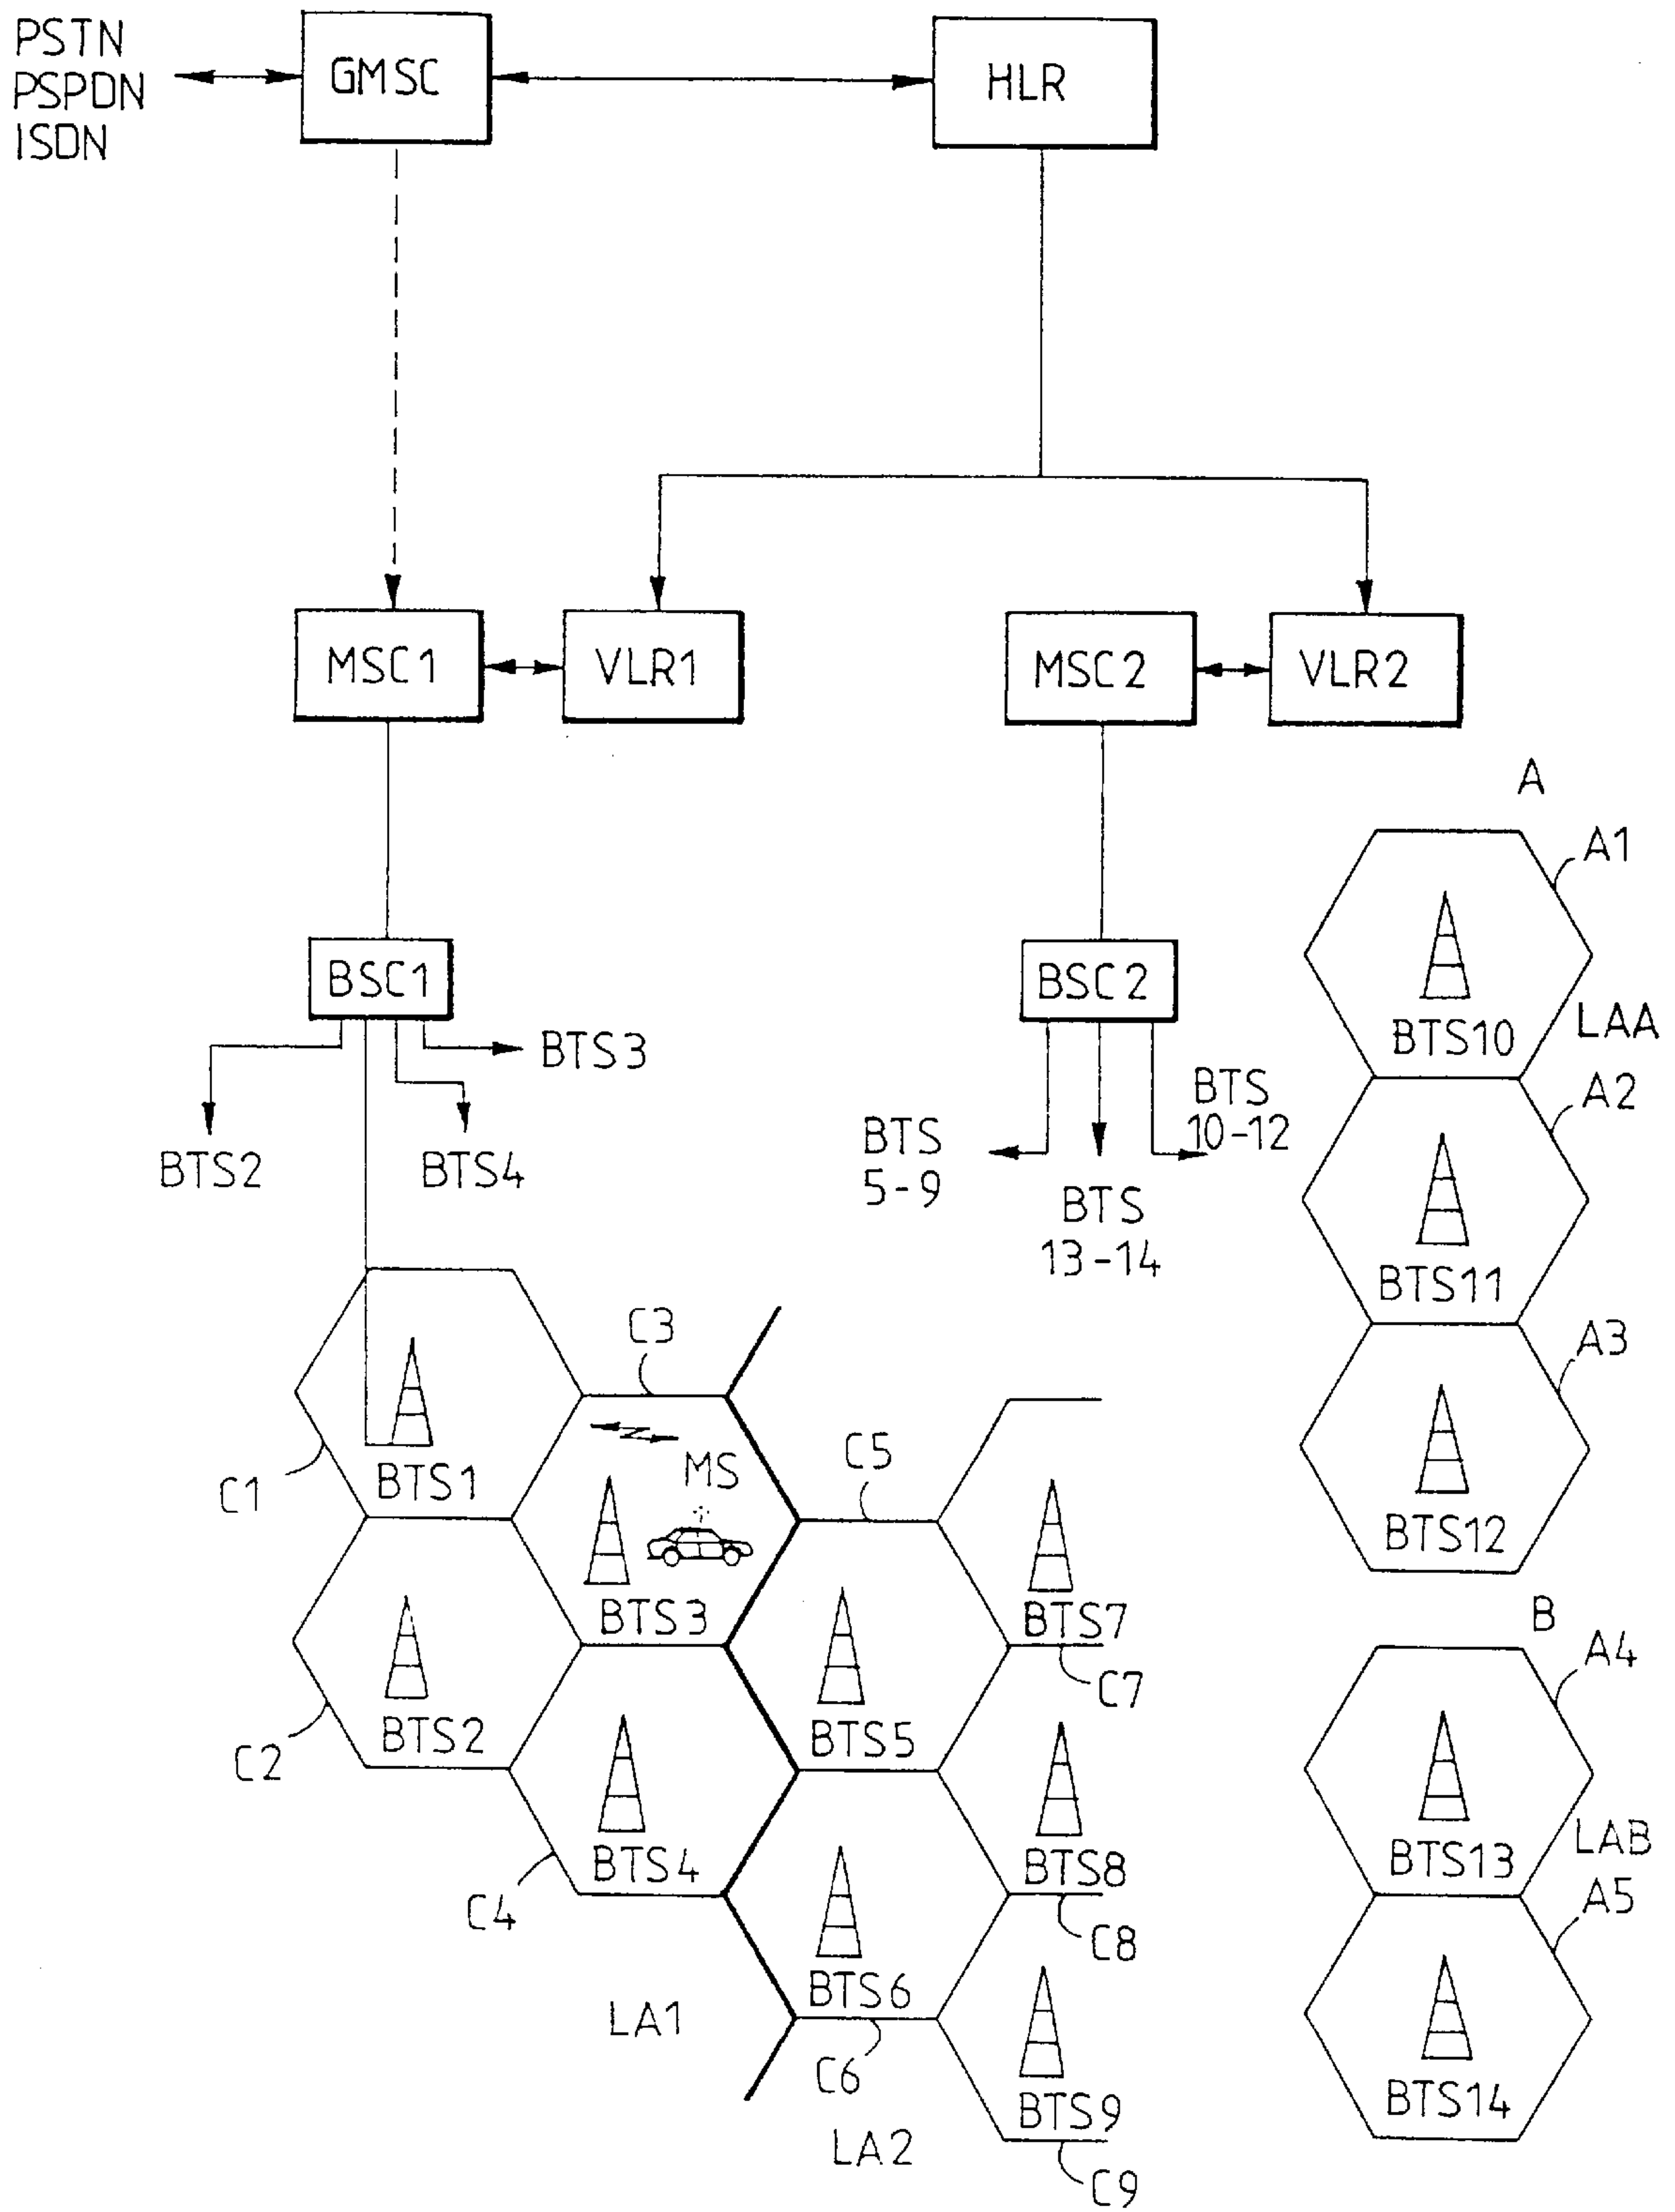 PSTN
PSPDN
ISDN
GMSC
HLR
MSC1
VLR1
MSC2
VLR2
A
A1
BSC1
BSC2
BTS10
LAA
BTS3
BTS2
BTS4
BTS
5-9
BTS
13-14
BTS
10-12
A2
BTS11
A3
BTS12
C3
C1
BTS1
MS
C5
BTS3
BTS7
C7
C2
BTS2
BTS5
B
A4
BTS13
LAB
A5
BTS14
C4
BTS4
BTS8
C8
LA1
BTS6
C6
BTS9
LA2
C9